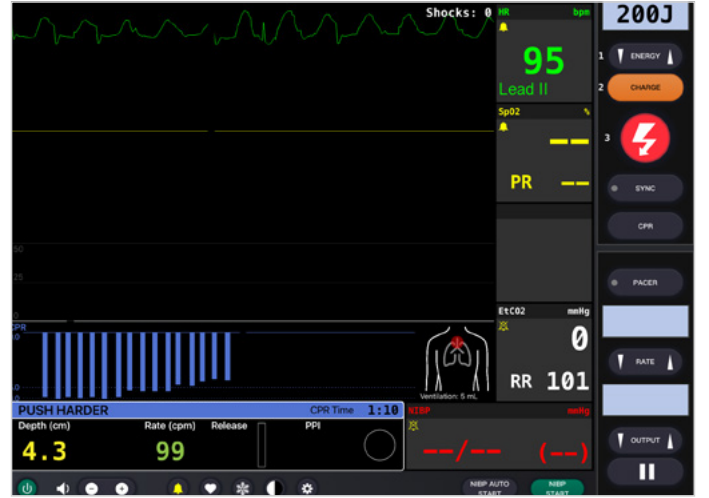 Shocks: 0
HR bpm
95
Lead II
SpO2 %
--
PR --
50
25
0
EtCO2 mmHg
0
RR 101
CPR
Ventilation: 5 mL
PUSH HARDER CPR Time 1:10
Depth (cm) Rate (cpm) Release PPI
4.3 99
NIBP mmHg
--/-- (--)
NIBP AUTO START
NIBP START
200J
1 ENERGY
2 CHARGE
3
SYNC
CPR
PACER
RATE
OUTPUT